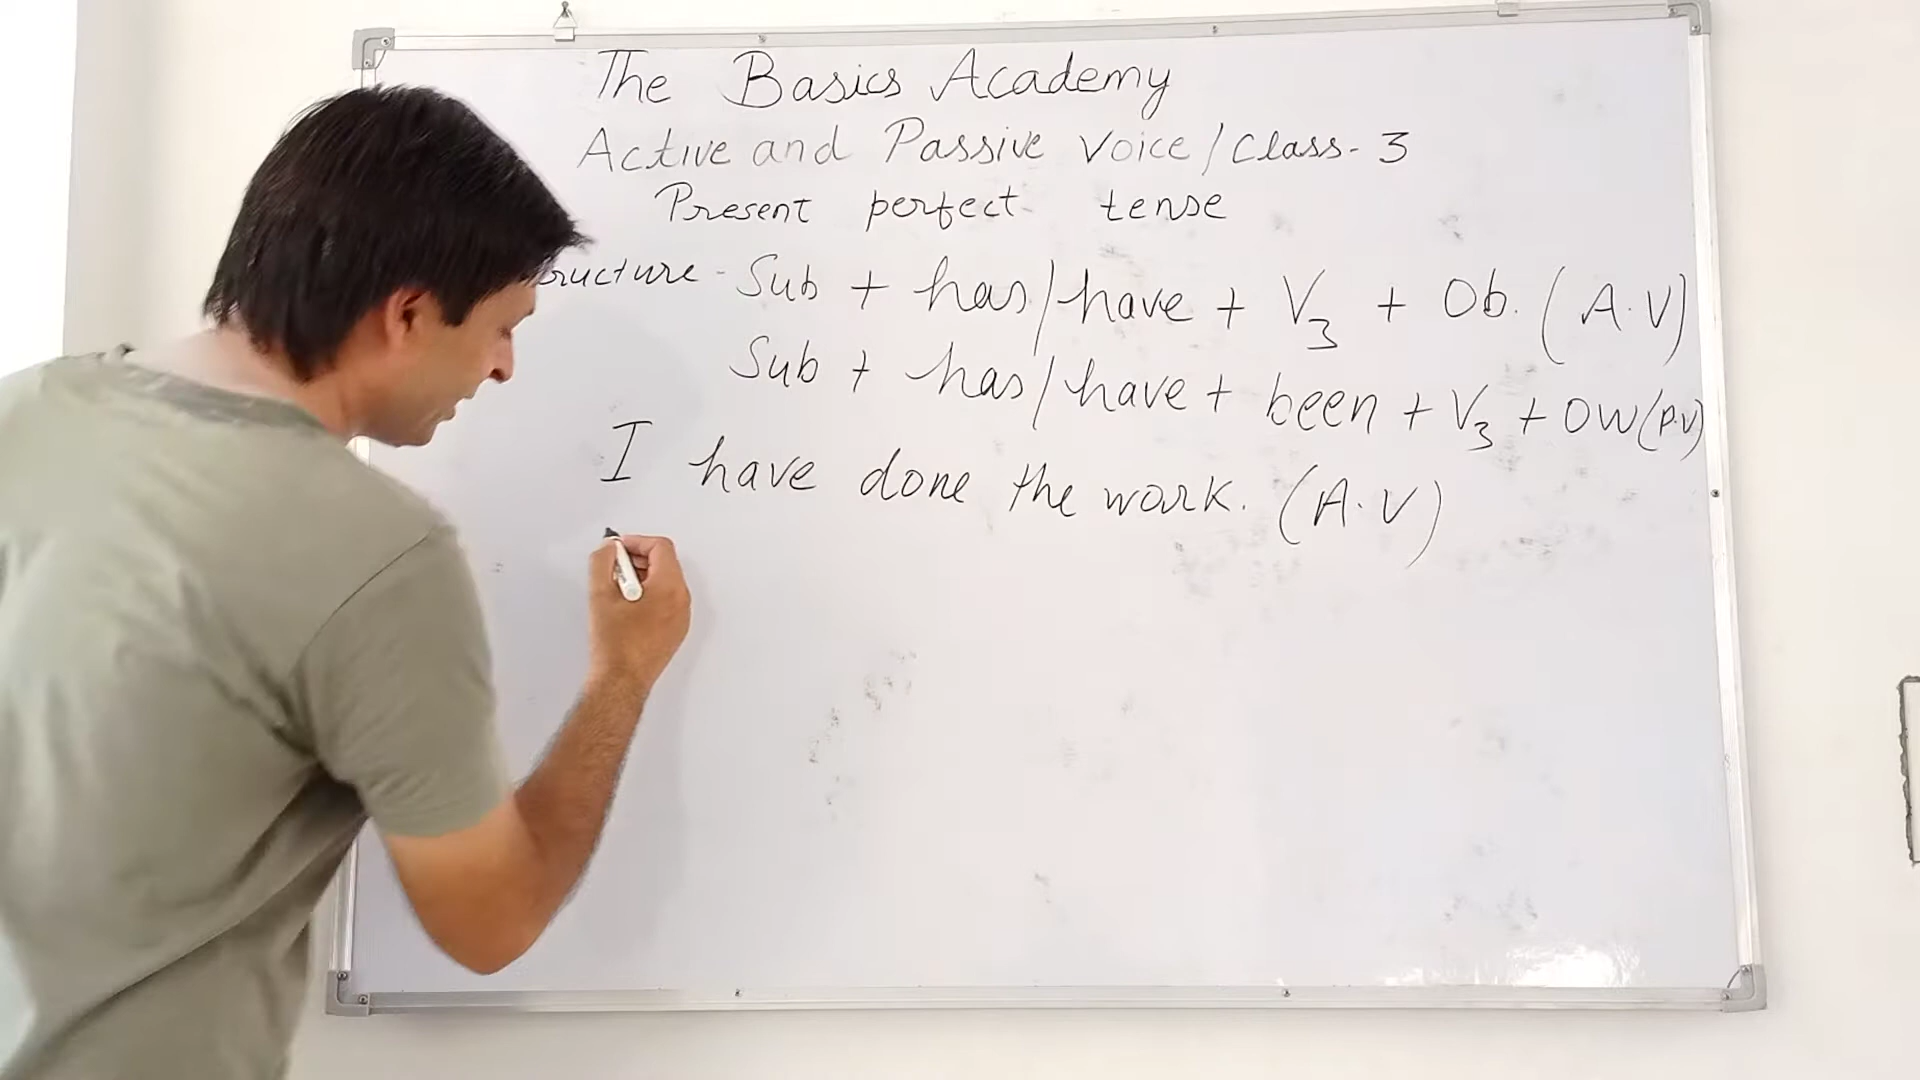 The Basics Academy
Active and Passive Voice / Class - 3
Present perfect tense
ructure - Sub + has/have + V3 + Ob. (A.V)
Sub + has/have + been + V3 + OW (P.V)
I have done the work. (A.V)